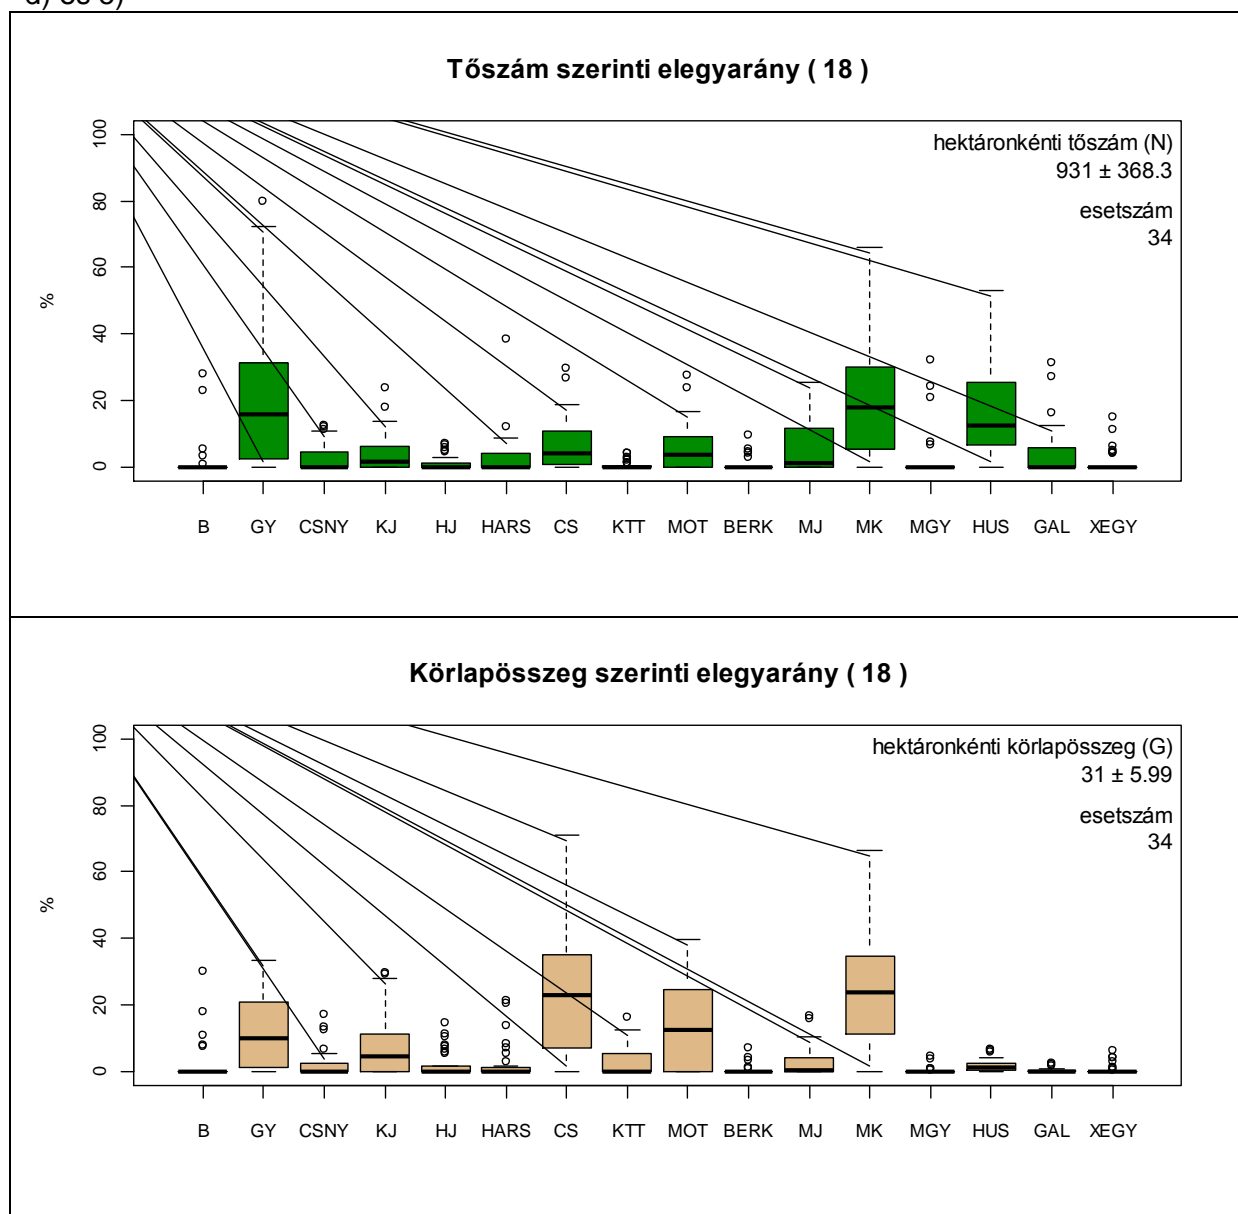 d) és e)
Tőszám szerinti elegyarány ( 18 )
hektáronkénti tőszám (N)
931 ± 368.3
esetszám
34
%
100
80
60
40
20
0
B GY CSNY KJ HJ HARS CS KTT MOT BERK MJ MK MGY HUS GAL XEGY
Körlapösszeg szerinti elegyarány ( 18 )
hektáronkénti körlapösszeg (G)
31 ± 5.99
esetszám
34
%
100
80
60
40
20
0
B GY CSNY KJ HJ HARS CS KTT MOT BERK MJ MK MGY HUS GAL XEGY